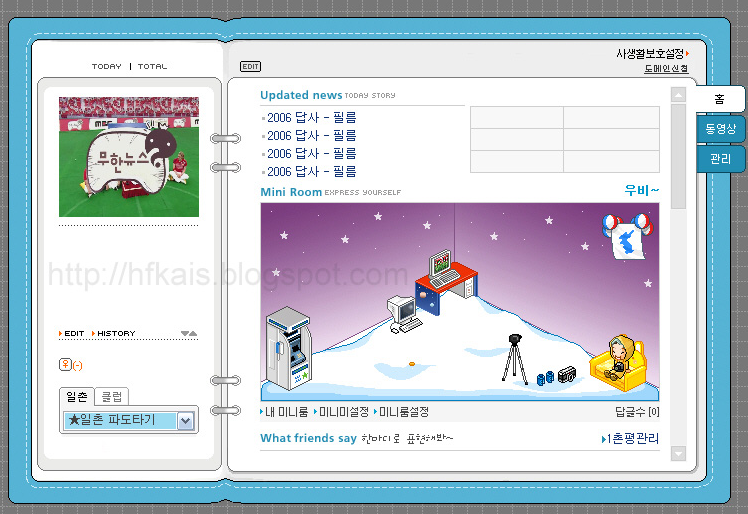 TODAY | TOTAL
EDIT
사생활보호설정
도메인신청
홈
동영상
관리
Updated news TODAY STORY
2006 답사 - 필름
2006 답사 - 필름
2006 답사 - 필름
2006 답사 - 필름
무한뉴스
Mini Room EXPRESS YOURSELF
우비~
http://hfkais.blogspot.com
EDIT HISTORY
우(-)
일촌 클럽
★일촌 파도타기
내 미니룸 미니미설정 미니룸설정
답글수 [0]
What friends say 한마디로 표현해봐~
1촌평관리